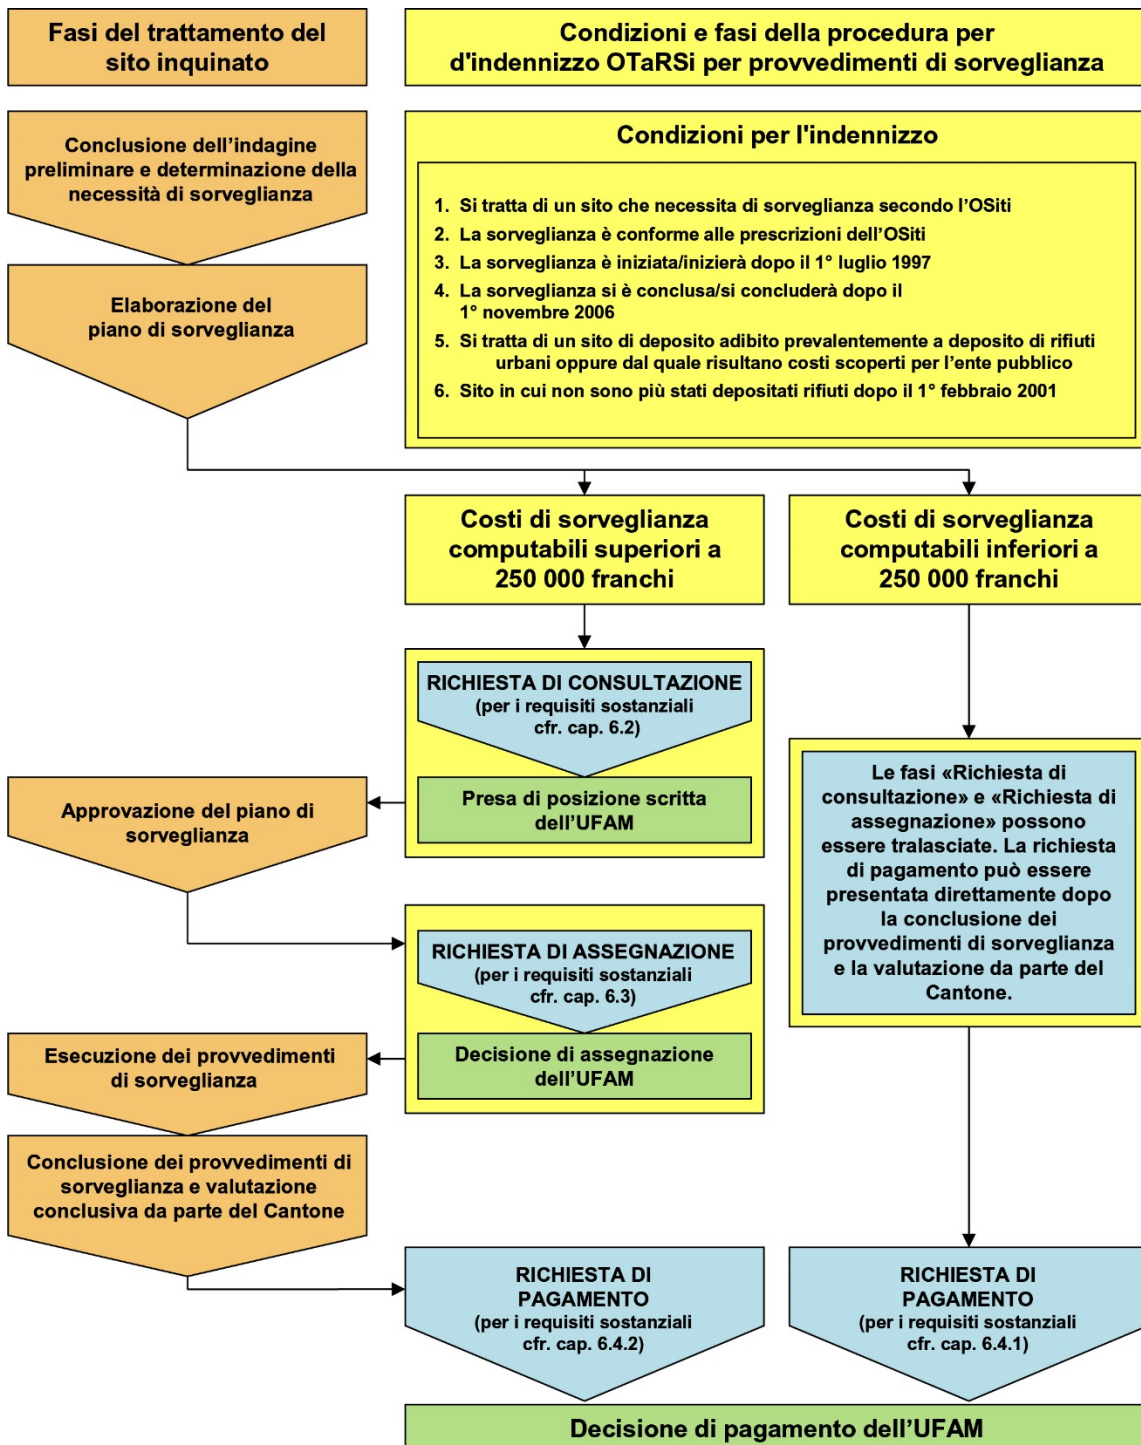 Fasi del trattamento del
sito inquinato
Condizioni e fasi della procedura per
d'indennizzo OTaRSi per provvedimenti di sorveglianza
Conclusione dell'indagine
preliminare e determinazione della
necessità di sorveglianza
Elaborazione del
piano di sorveglianza
Condizioni per l'indennizzo
1. Si tratta di un sito che necessita di sorveglianza secondo l'OSiti
2. La sorveglianza è conforme alle prescrizioni dell'OSiti
3. La sorveglianza è iniziata/inizierà dopo il 1° luglio 1997
4. La sorveglianza si è conclusa/si concluderà dopo il
1° novembre 2006
5. Si tratta di un sito di deposito adibito prevalentemente a deposito di rifiuti
urbani oppure dal quale risultano costi scoperti per l'ente pubblico
6. Sito in cui non sono più stati depositati rifiuti dopo il 1° febbraio 2001
Costi di sorveglianza
computabili superiori a
250 000 franchi
Costi di sorveglianza
computabili inferiori a
250 000 franchi
RICHIESTA DI CONSULTAZIONE
(per i requisiti sostanziali
cfr. cap. 6.2)
Presa di posizione scritta
dell'UFAM
Approvazione del piano di
sorveglianza
Le fasi «Richiesta di
consultazione» e «Richiesta di
assegnazione» possono
essere tralasciate. La richiesta
di pagamento può essere
presentata direttamente dopo
la conclusione dei
provvedimenti di sorveglianza
e la valutazione da parte del
Cantone.
RICHIESTA DI ASSEGNAZIONE
(per i requisiti sostanziali
cfr. cap. 6.3)
Decisione di assegnazione
dell'UFAM
Esecuzione dei provvedimenti
di sorveglianza
Conclusione dei provvedimenti di
sorveglianza e valutazione
conclusiva da parte del Cantone
RICHIESTA DI
PAGAMENTO
(per i requisiti sostanziali
cfr. cap. 6.4.2)
RICHIESTA DI
PAGAMENTO
(per i requisiti sostanziali
cfr. cap. 6.4.1)
Decisione di pagamento dell'UFAM